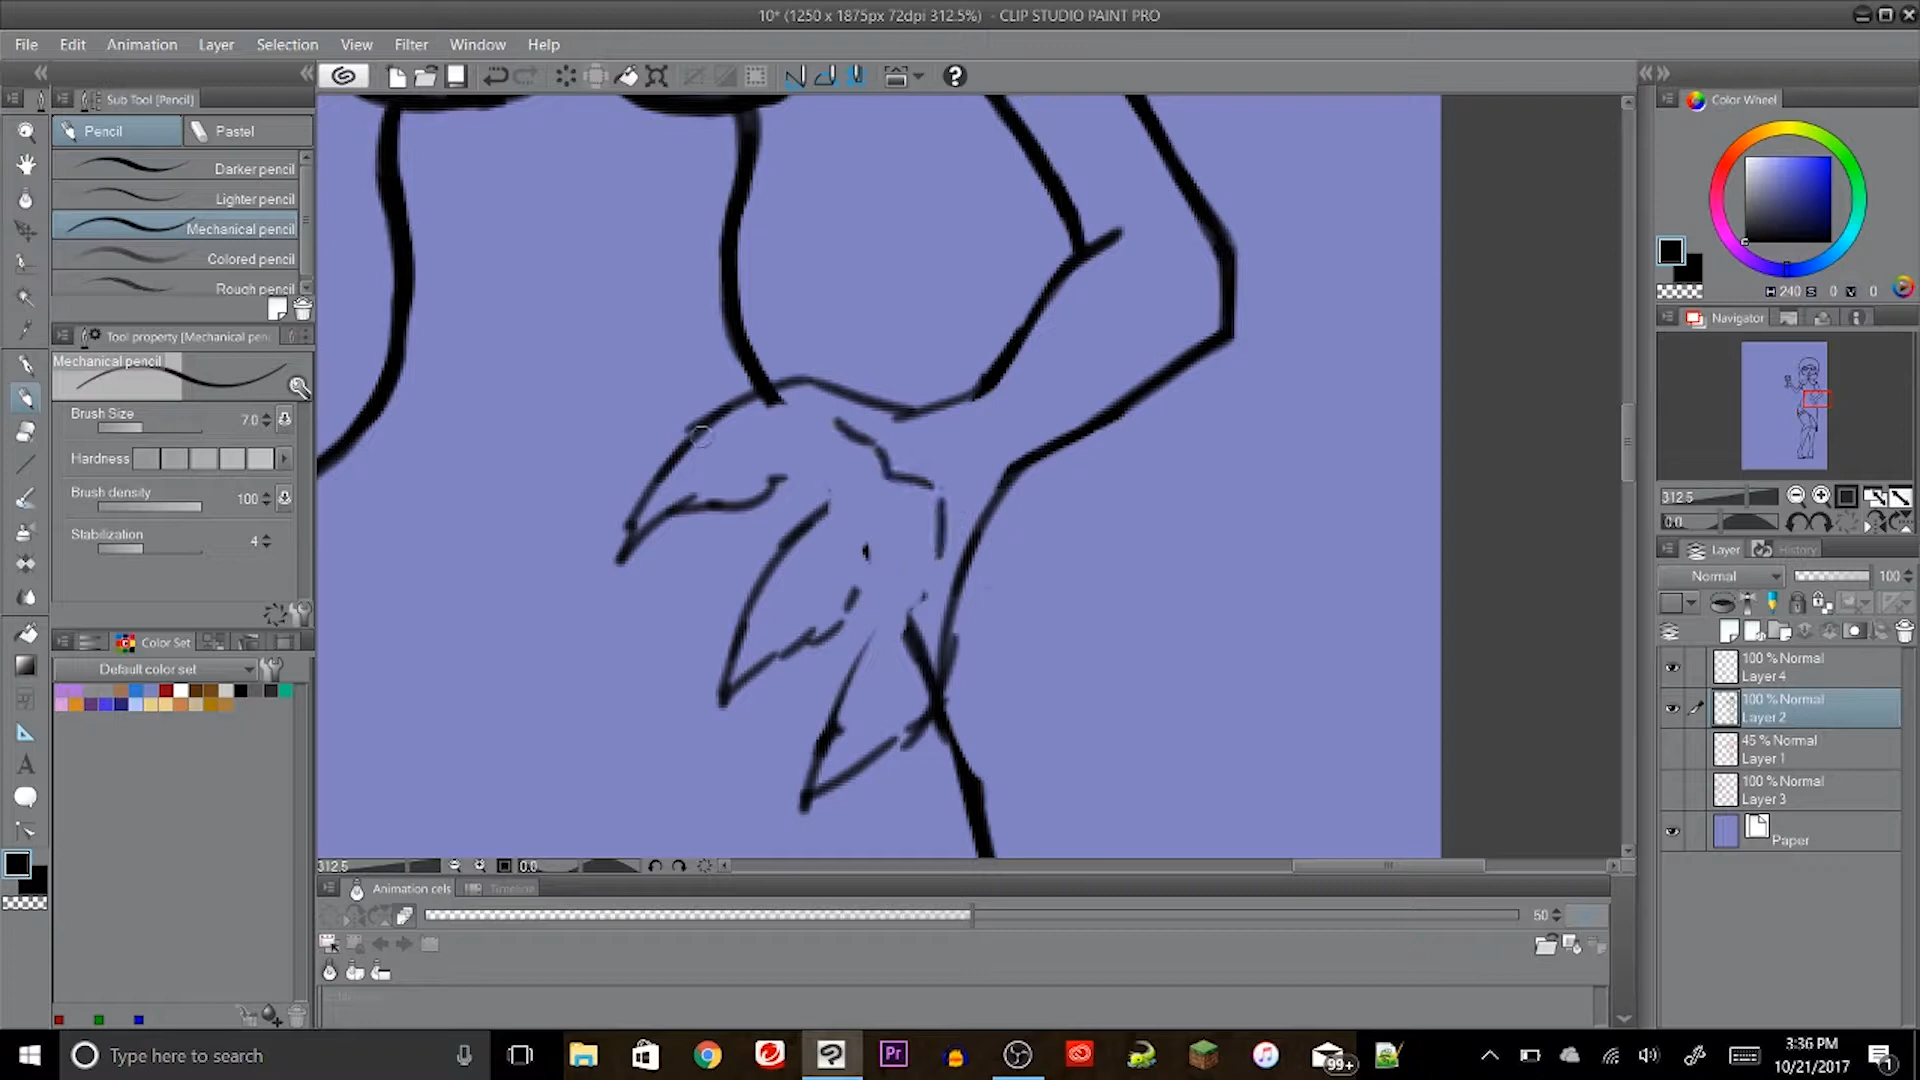 10* (1250 x 1875px 72dpi 312.5%) - CLIP STUDIO PAINT PRO
File Edit Animation Layer Selection View Filter Window Help
Sub Tool [Pencil]
Pencil Pastel
Darker pencil
Lighter pencil
Mechanical pencil
Colored pencil
Rough pencil
Tool property [Mechanical penc
Mechanical pencil
Brush Size 7.0
Hardness
Brush density 100
Stabilization 4
Color Set
Default color set
Color Wheel
H 240 S 0 V 0
Navigator
312.5
0.0
Layer History
Normal 100
100 % Normal
Layer 4
100 % Normal
Layer 2
45 % Normal
Layer 1
100 % Normal
Layer 3
Paper
312.5 0.0
Animation cels Timeline
50
A
Type here to search
Pr
99+
3:36 PM
10/21/2017
1